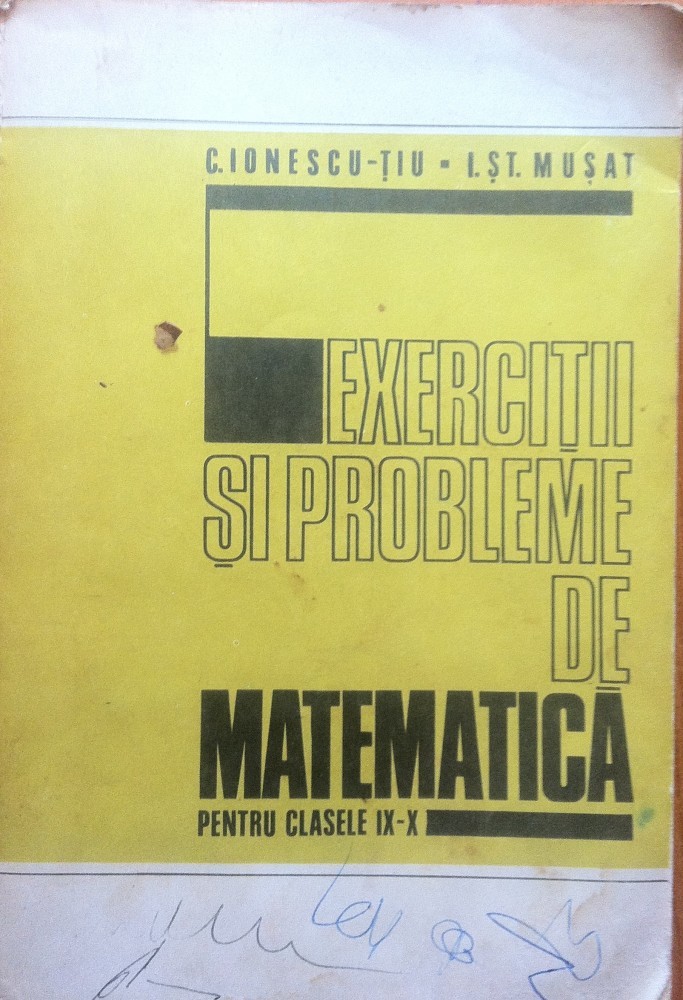 C. IONESCU-ȚIU ▪ I. ȘT. MUȘAT
EXERCIȚII
ȘI PROBLEME
DE
MATEMATICĂ
PENTRU CLASELE IX-X